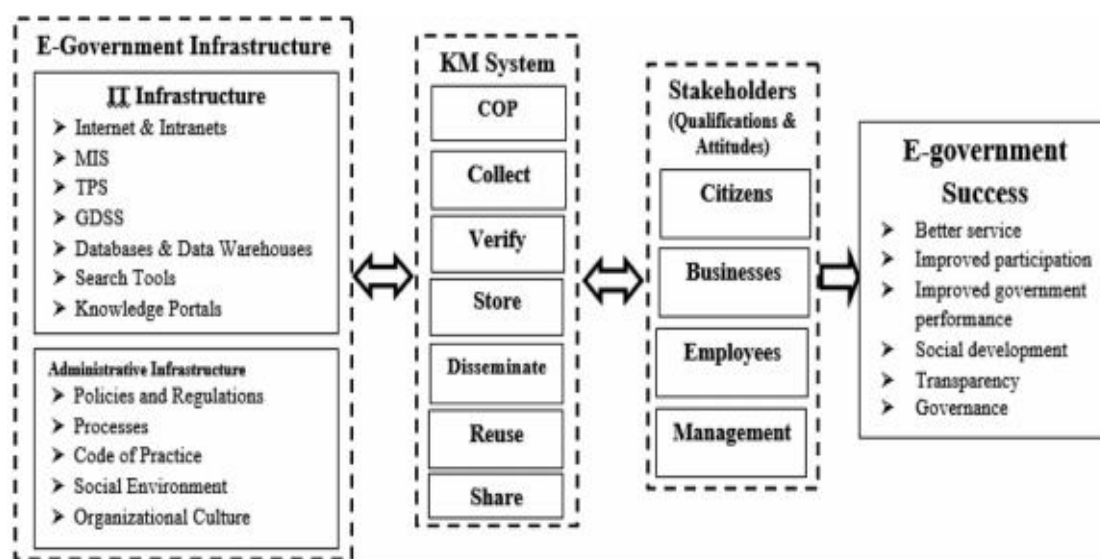 E-Government Infrastructure
IT Infrastructure
Internet & Intranets
MIS
TPS
GDSS
Databases & Data Warehouses
Search Tools
Knowledge Portals
Administrative Infrastructure
Policies and Regulations
Processes
Code of Practice
Social Environment
Organizational Culture
KM System
COP
Collect
Verify
Store
Disseminate
Reuse
Share
Stakeholders
(Qualifications &
Attitudes)
Citizens
Businesses
Employees
Management
E-government
Success
Better service
Improved participation
Improved government
performance
Social development
Transparency
Governance